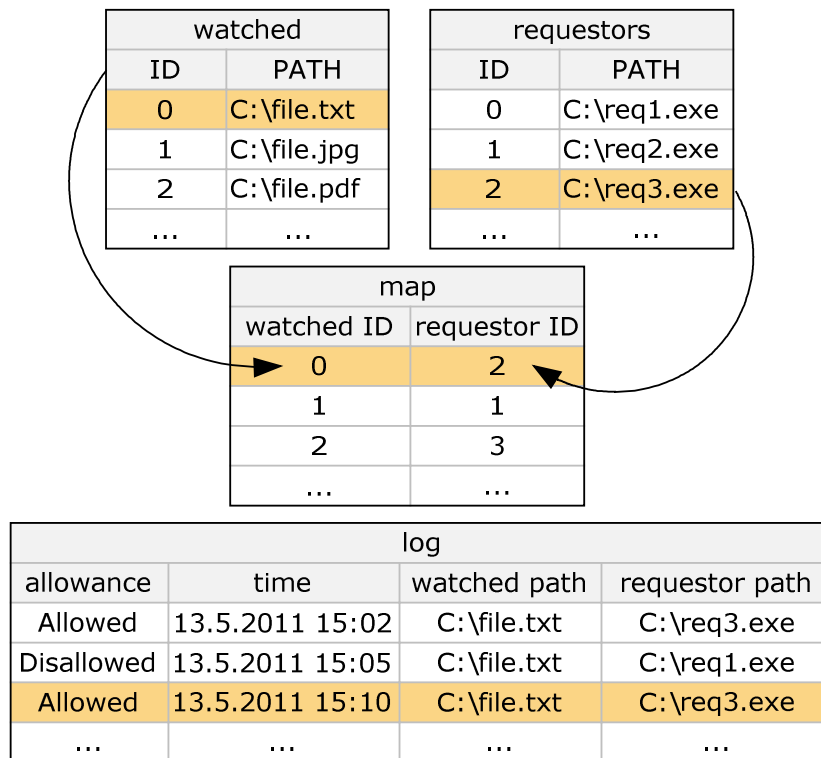 watched
ID PATH
0 C:\file.txt
1 C:\file.jpg
2 C:\file.pdf
... ...
requestors
ID PATH
0 C:\req1.exe
1 C:\req2.exe
2 C:\req3.exe
... ...
map
watched ID requestor ID
0 2
1 1
2 3
... ...
log
allowance time watched path requestor path
Allowed 13.5.2011 15:02 C:\file.txt C:\req3.exe
Disallowed 13.5.2011 15:05 C:\file.txt C:\req1.exe
Allowed 13.5.2011 15:10 C:\file.txt C:\req3.exe
... ... ... ...